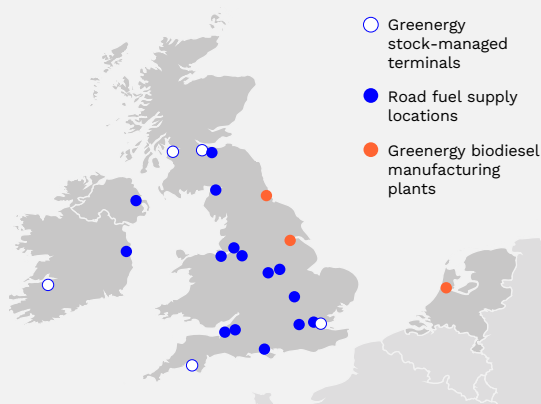 Greenergy
stock-managed
terminals
Road fuel supply
locations
Greenergy biodiesel
manufacturing
plants